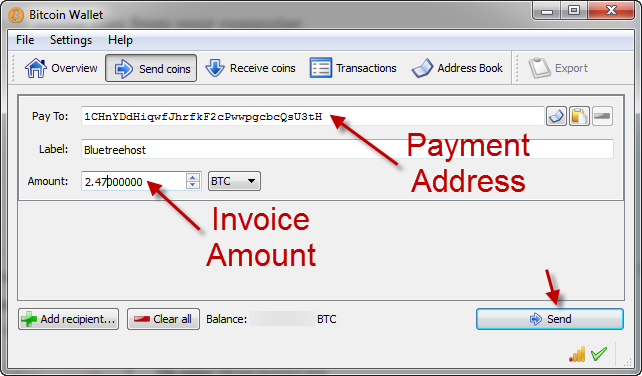 Bitcoin Wallet
File Settings Help
Overview Send coins Receive coins Transactions Address Book Export
Pay To: 1CHnYDdHiqwfJhrfkF2cPwwpgcbcQsU3tH
Label: Bluetreehost
Amount: 2.47000000 BTC
Payment
Address
Invoice
Amount
Add recipient... Clear all Balance: BTC Send